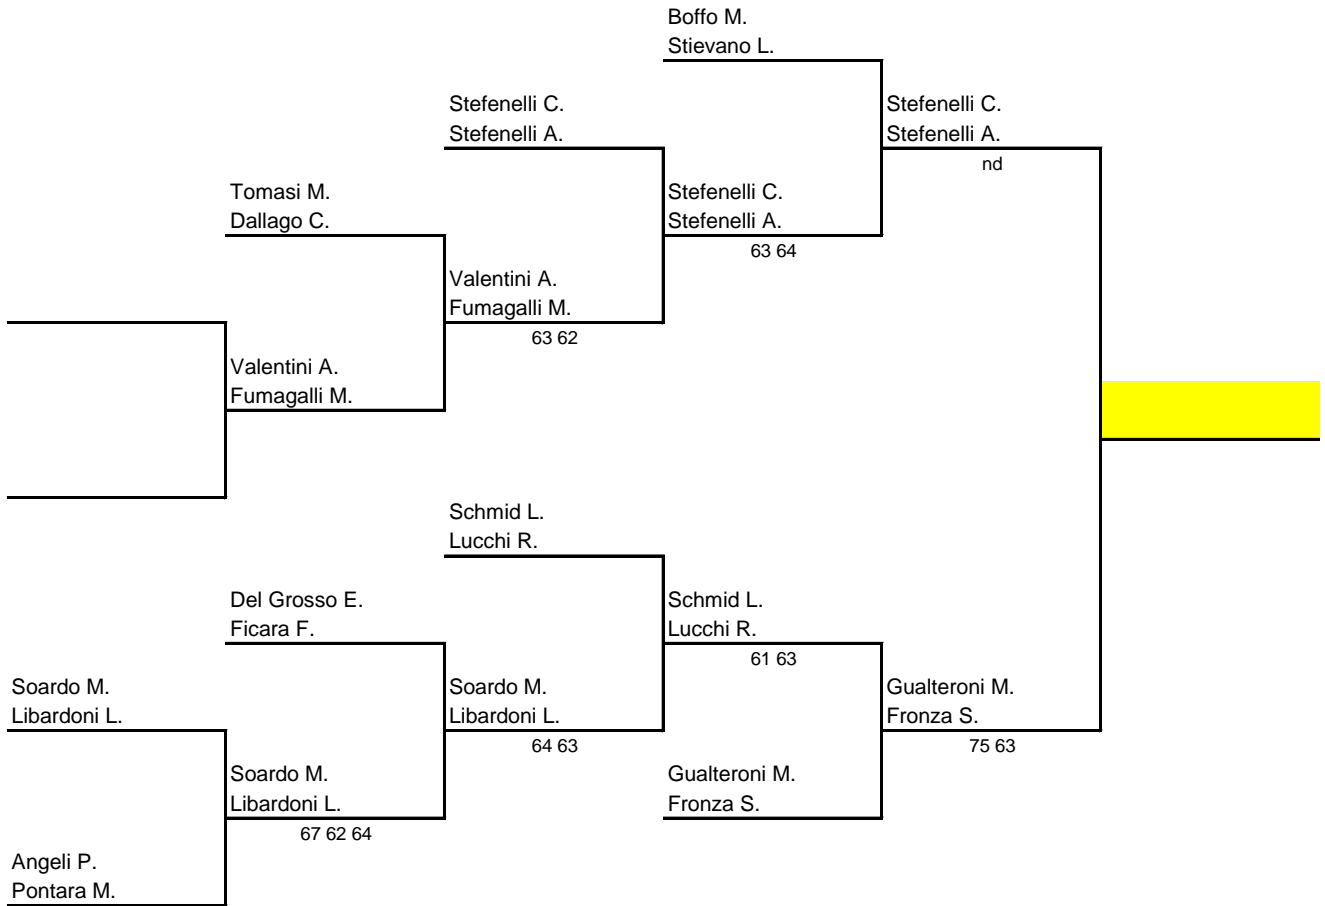 Boffo M.
Stievano L.
Stefenelli C.
Stefenelli A.
Stefenelli C.
Stefenelli A.
nd
Tomasi M.
Dallago C.
Stefenelli C.
Stefenelli A.
63 64
Valentini A.
Fumagalli M.
63 62
Valentini A.
Fumagalli M.
Schmid L.
Lucchi R.
Del Grosso E.
Ficara F.
Schmid L.
Lucchi R.
61 63
Soardo M.
Libardoni L.
Soardo M.
Libardoni L.
64 63
Gualteroni M.
Fronza S.
75 63
Soardo M.
Libardoni L.
67 62 64
Gualteroni M.
Fronza S.
Angeli P.
Pontara M.